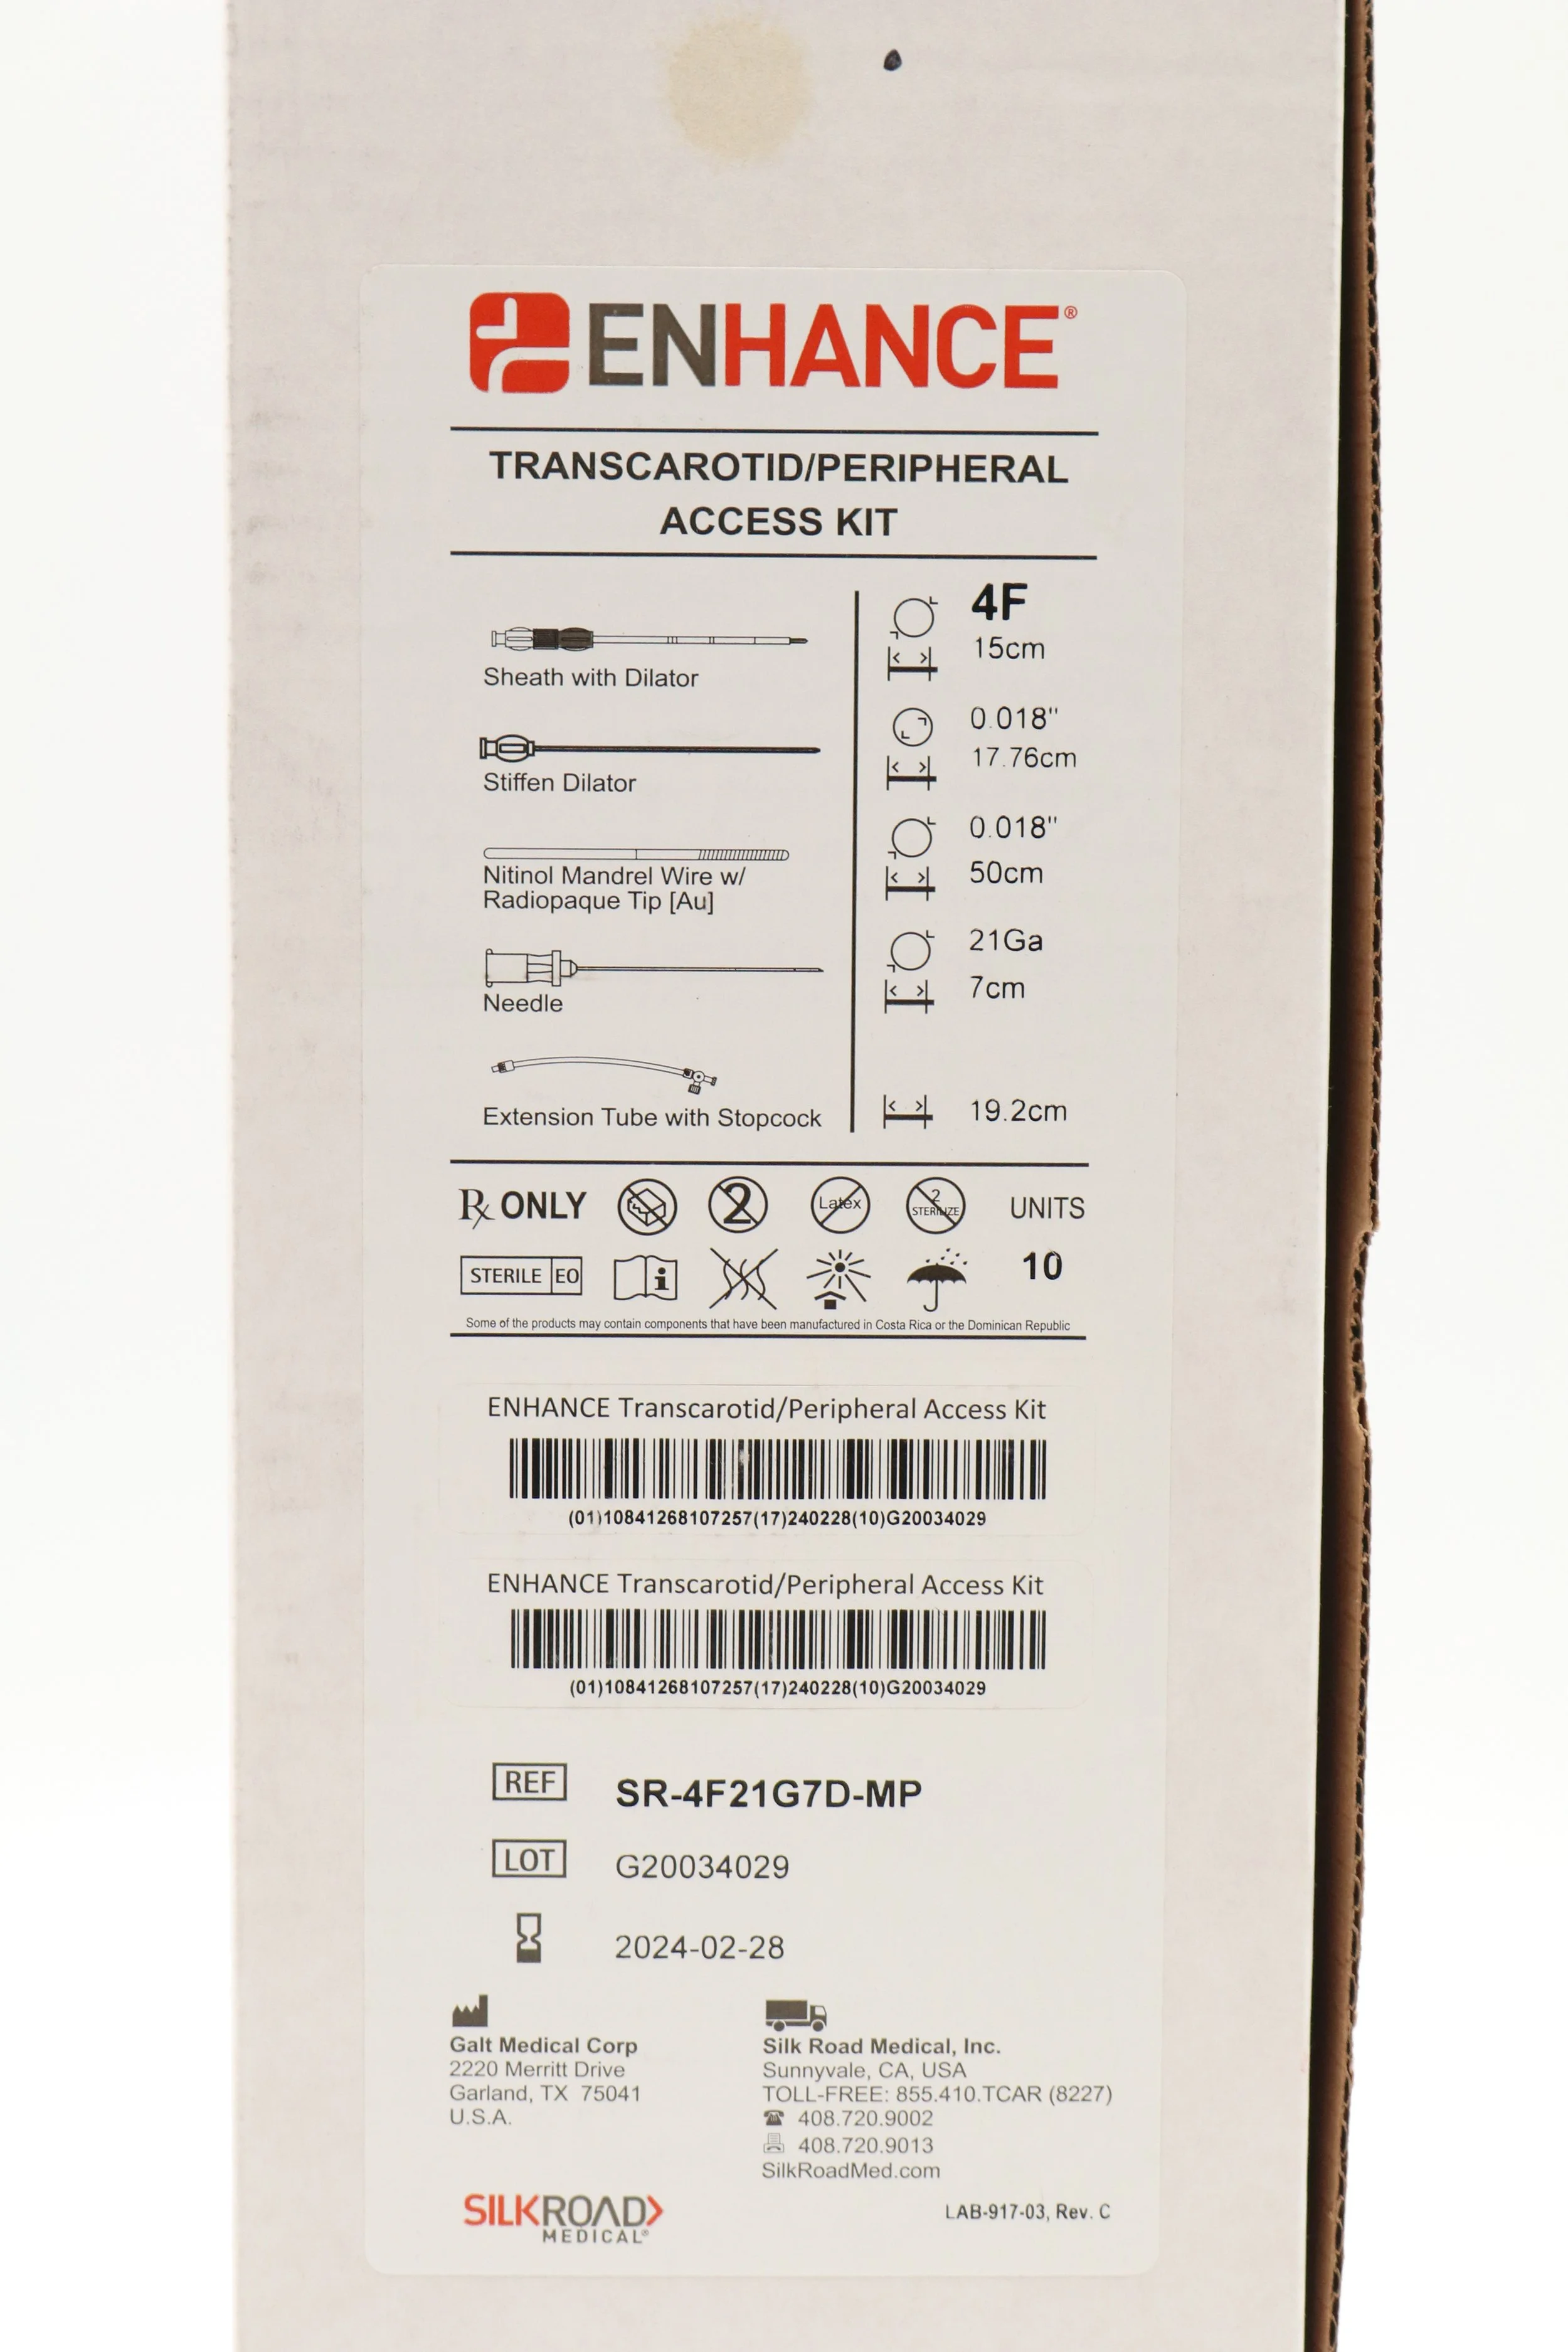 ENHANCE®
TRANSCAROTID/PERIPHERAL
ACCESS KIT
4F
15cm
Sheath with Dilator
0.018"
17.76cm
Stiffen Dilator
0.018"
50cm
Nitinol Mandrel Wire w/
Radiopaque Tip [Au]
21Ga
7cm
Needle
19.2cm
Extension Tube with Stopcock
Rx ONLY
2
Latex
2
STERILIZE
UNITS
STERILE EO
i
10
Some of the products may contain components that have been manufactured in Costa Rica or the Dominican Republic
ENHANCE Transcarotid/Peripheral Access Kit
(01)10841268107257(17)240228(10)G20034029
ENHANCE Transcarotid/Peripheral Access Kit
(01)10841268107257(17)240228(10)G20034029
REF SR-4F21G7D-MP
LOT G20034029
2024-02-28
Galt Medical Corp
2220 Merritt Drive
Garland, TX 75041
U.S.A.
Silk Road Medical, Inc.
Sunnyvale, CA, USA
TOLL-FREE: 855.410.TCAR (8227)
408.720.9002
408.720.9013
SilkRoadMed.com
SILKROAD
MEDICAL®
LAB-917-03, Rev. C